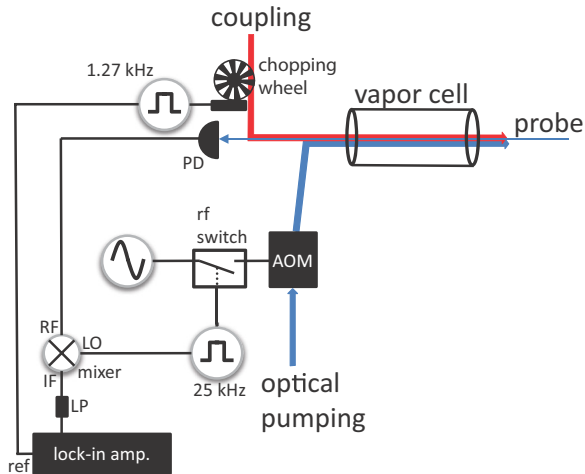 coupling
1.27 kHz
chopping
wheel
vapor cell
probe
PD
rf
switch
AOM
RF
LO
mixer
IF
25 kHz
optical
pumping
LP
lock-in amp.
ref